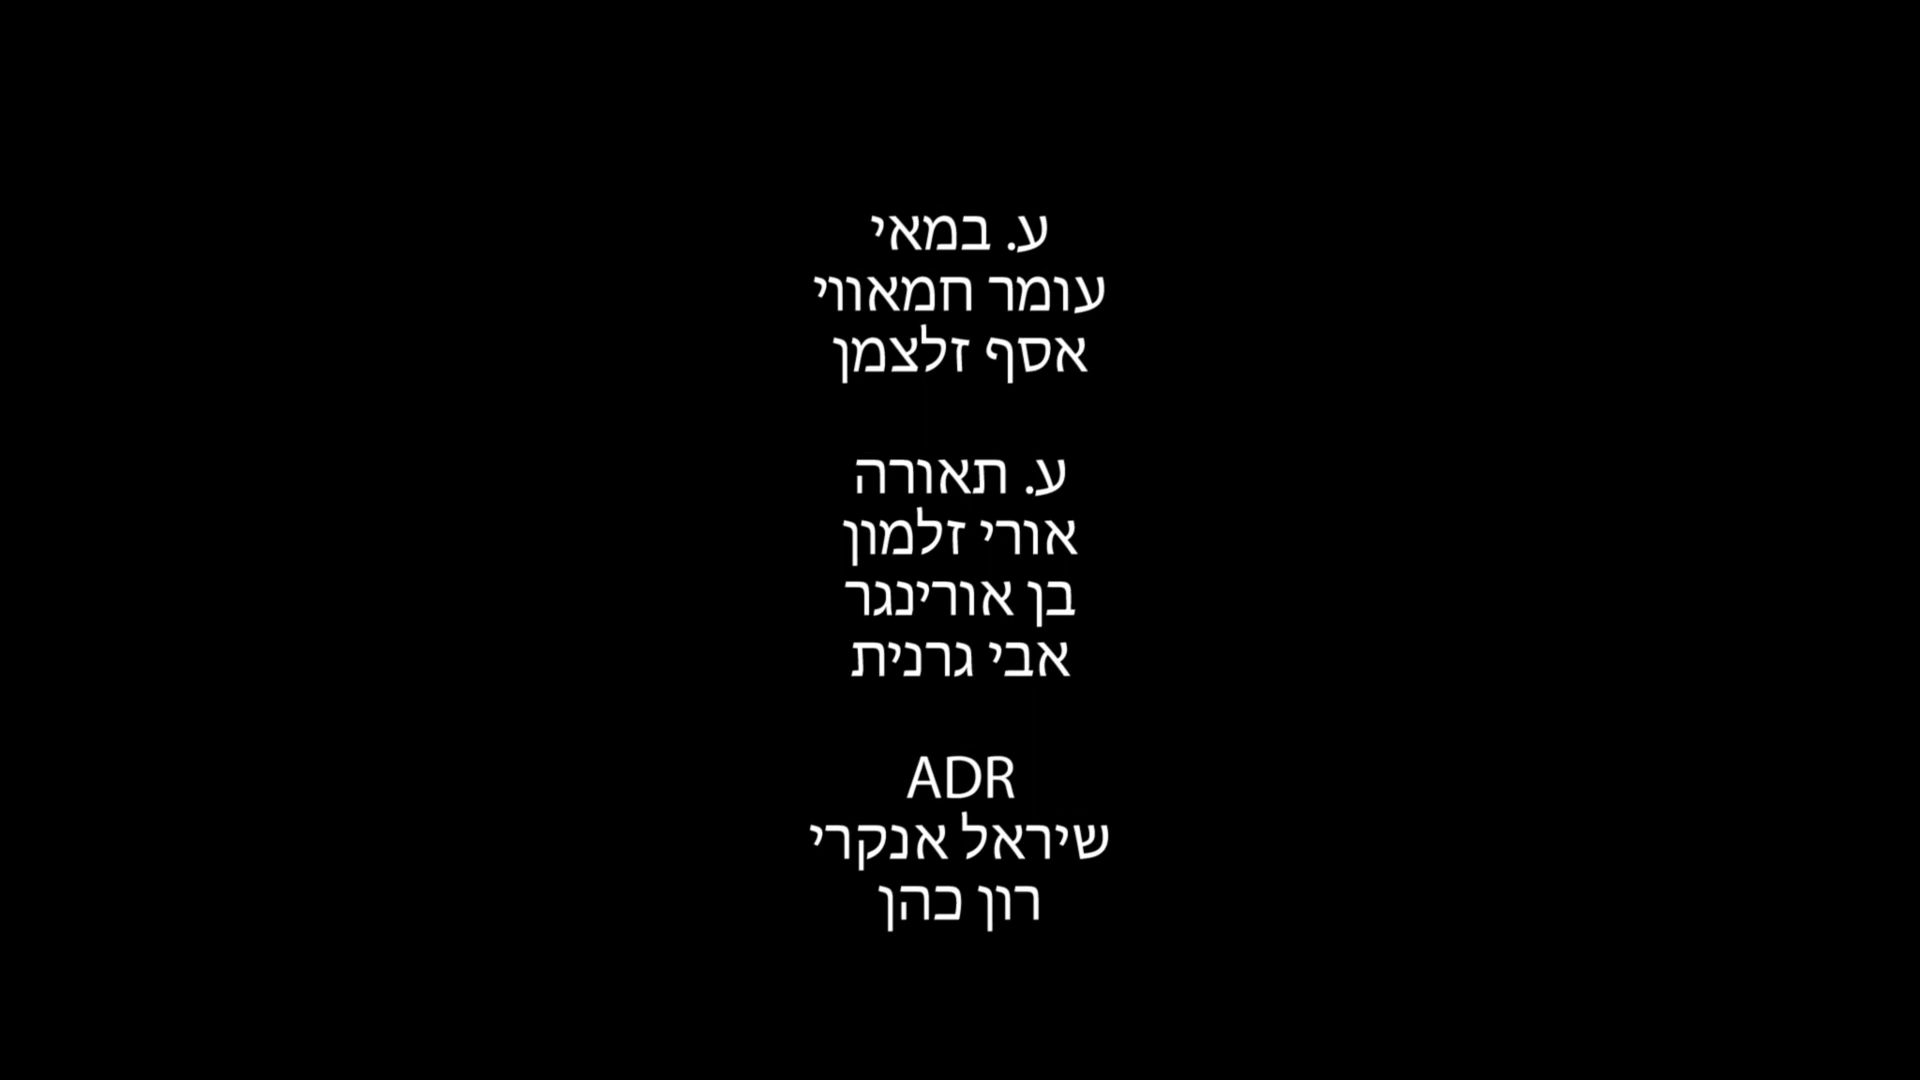 ע. במאי
עומר חמאווי
אסף זלצמן
ע. תאורה
אורי זלמון
בן אורינגר
אבי גרנית
ADR
שיראל אנקרי
רון כהן